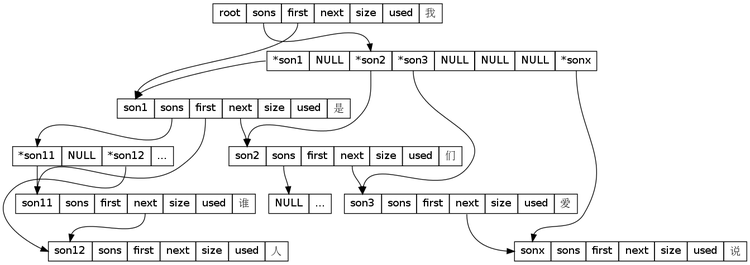 root sons first next size used 我
*son1 NULL *son2 *son3 NULL NULL NULL *sonx
son1 sons first next size used 是
*son11 NULL *son12 ...
son2 sons first next size used 们
son11 sons first next size used 谁
NULL ...
son3 sons first next size used 爱
son12 sons first next size used 人
sonx sons first next size used 说